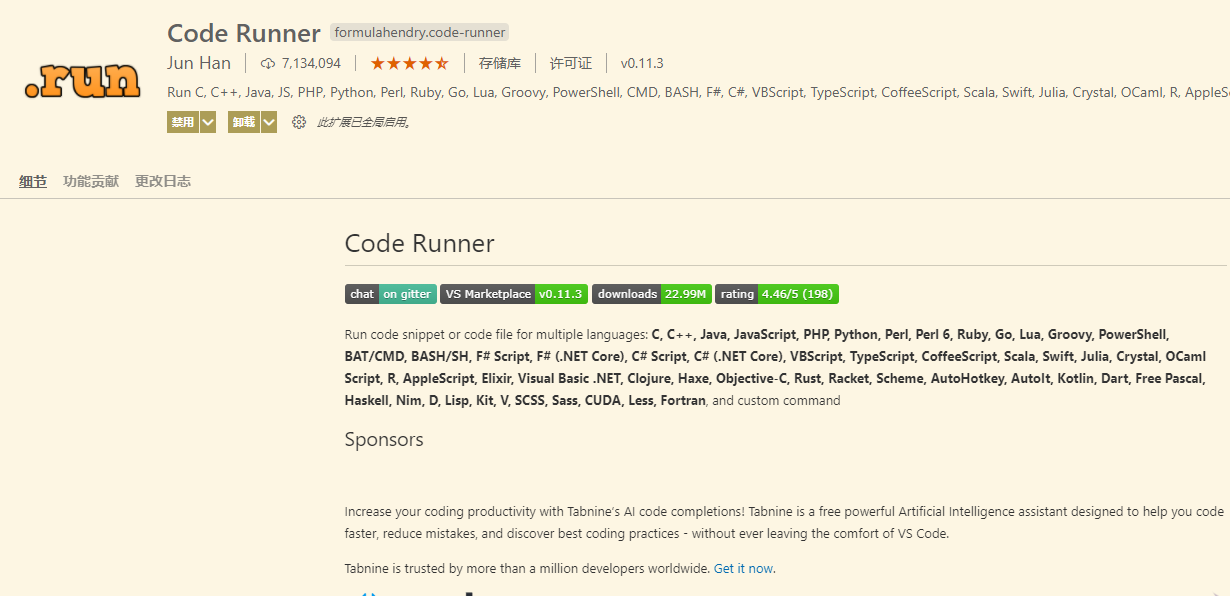 Code Runner formulahendry.code-runner
.run
Jun Han 7,134,094 存储库 许可证 v0.11.3
Run C, C++, Java, JS, PHP, Python, Perl, Ruby, Go, Lua, Groovy, PowerShell, CMD, BASH, F#, C#, VBScript, TypeScript, CoffeeScript, Scala, Swift, Julia, Crystal, OCaml, R, AppleS
禁用 卸载 此扩展已全局启用。
细节 功能贡献 更改日志
Code Runner
chat on gitter VS Marketplace v0.11.3 downloads 22.99M rating 4.46/5 (198)
Run code snippet or code file for multiple languages: C, C++, Java, JavaScript, PHP, Python, Perl, Perl 6, Ruby, Go, Lua, Groovy, PowerShell,
BAT/CMD, BASH/SH, F# Script, F# (.NET Core), C# Script, C# (.NET Core), VBScript, TypeScript, CoffeeScript, Scala, Swift, Julia, Crystal, OCaml
Script, R, AppleScript, Elixir, Visual Basic .NET, Clojure, Haxe, Objective-C, Rust, Racket, Scheme, AutoHotkey, AutoIt, Kotlin, Dart, Free Pascal,
Haskell, Nim, D, Lisp, Kit, V, SCSS, Sass, CUDA, Less, Fortran, and custom command
Sponsors
Increase your coding productivity with Tabnine's AI code completions! Tabnine is a free powerful Artificial Intelligence assistant designed to help you code
faster, reduce mistakes, and discover best coding practices - without ever leaving the comfort of VS Code.
Tabnine is trusted by more than a million developers worldwide. Get it now.